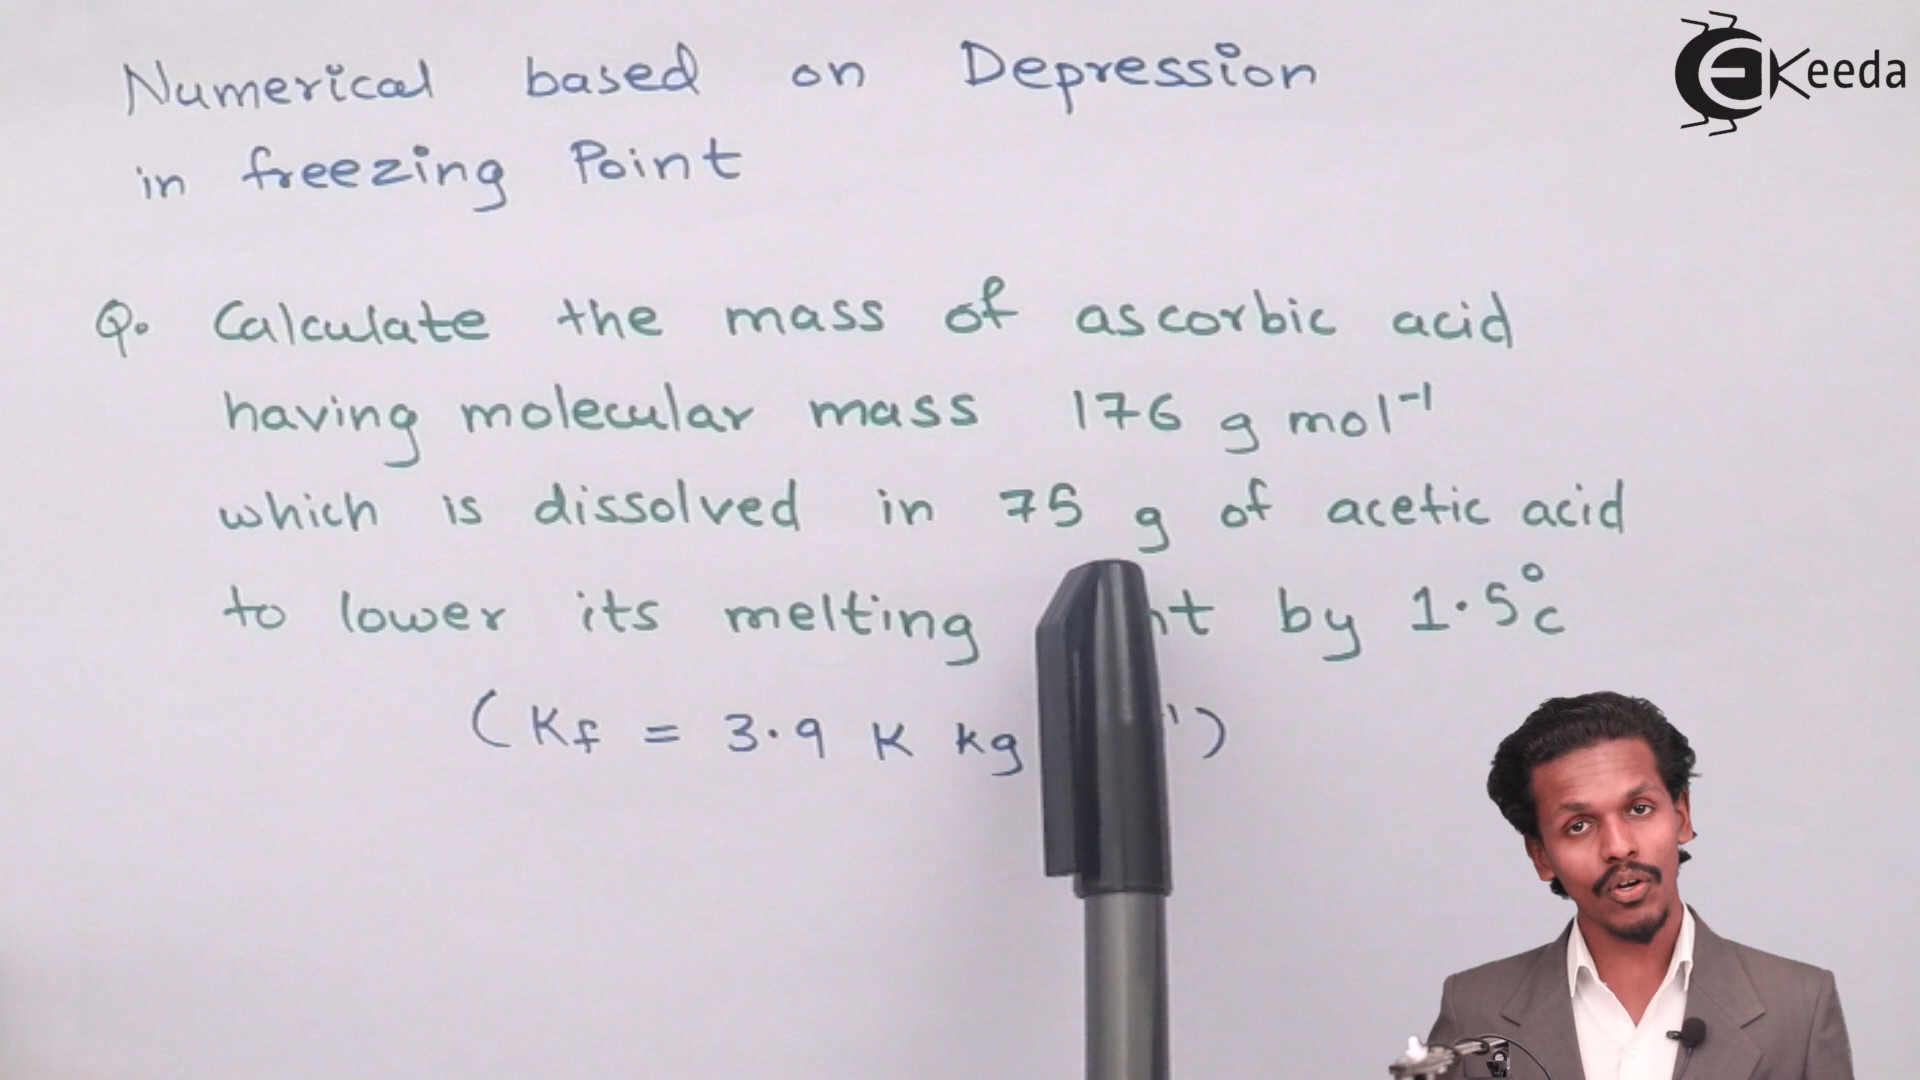 EKeeda
Numerical based on Depression
in freezing Point
Q. Calculate the mass of ascorbic acid
having molecular mass 176 g mol⁻¹
which is dissolved in 75 g of acetic acid
to lower its melting by 1.5°C
(Kf = 3.9 K kg )